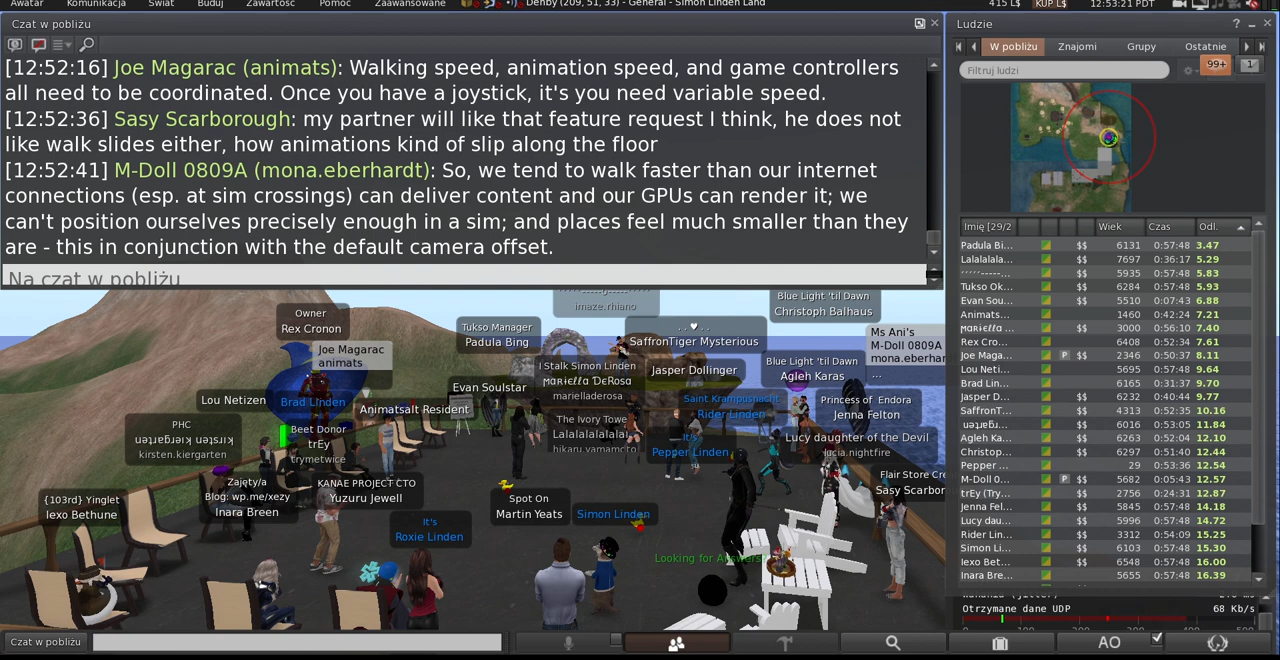 Awatar Komunikacja Świat Buduj Zawartość Pomoc Zaawansowane Denby (209, 51, 33) - General - Simon Linden Land 415 L$ KUP L$ 12:53:21 PDT
Czat w pobliżu
[12:52:16] Joe Magarac (animats): Walking speed, animation speed, and game controllers
all need to be coordinated. Once you have a joystick, it's you need variable speed.
[12:52:36] Sasy Scarborough: my partner will like that feature request I think, he does not
like walk slides either, how animations kind of slip along the floor
[12:52:41] M-Doll 0809A (mona.eberhardt): So, we tend to walk faster than our internet
connections (esp. at sim crossings) can deliver content and our GPUs can render it; we
can't position ourselves precisely enough in a sim; and places feel much smaller than they
are - this in conjunction with the default camera offset.
Na czat w pobliżu
imaze.rhiano
Blue Light 'til Dawn
Christoph Balhaus
Owner
Rex Cronon
Tukso Manager
Padula Bing
. . ♥ . .
SaffronTiger Mysterious
Ms Ani's
M-Doll 0809A
mona.eberhar
...
Joe Magarac
animats
I Stalk Simon Linden
мαяιєℓℓα ƊєRosa
marielladerosa
Jasper Dollinger
Blue Light 'til Dawn
Agleh Karas
Evan Soulstar
Lou Netizen
Brad Linden
Animatsalt Resident
Saint Krampusnacht
Rider Linden
Princess of Endora
Jenna Felton
PHC
kirsten.kiergarten
Beet Donor
trEy
trymetwice
The Ivory Tower
Lalalalalalal
hikaru.yamamoto
It's
Pepper Linden
Lucy daughter of the Devil
lucia.nightfire
Zajęty/a
Blog: wp.me/xezy
Inara Breen
KANAE PROJECT CTO
Yuzuru Jewell
Flair Store Cre
Sasy Scarbor
{103rd} Yinglet
Iexo Bethune
Spot On
Martin Yeats
Simon Linden
It's
Roxie Linden
Looking for Answers
Czat w pobliżu
Ludzie ?
W pobliżu Znajomi Grupy Ostatnie
Filtruj ludzi 99+ 1
Imię [29/2 Wiek Czas Odl.
Padula Bi... $$ 6131 0:57:48 3.47
Lalalalala... $$ 7697 0:36:17 5.29
′′′′′-----... $$ 5935 0:57:48 5.83
Tukso Ok... $$ 6284 0:57:48 5.93
Evan Sou... $$ 5510 0:07:43 6.88
Animats... 1460 0:42:24 7.21
мαяιєℓℓα ... $$ 3000 0:56:10 7.40
Rex Cro... 6408 0:52:34 7.61
Joe Maga... P $$ 2346 0:50:37 8.11
Lou Neti... $$ 5695 0:57:48 9.64
Brad Lin... $$ 6165 0:31:37 9.70
Jasper D... $$ 6232 0:40:44 9.77
SaffronT... $$ 4313 0:52:35 10.16
$$ 6016 0:53:05 11.84
Agleh Ka... $$ 6263 0:52:04 12.10
Christop... $$ 6297 0:51:40 12.44
Pepper ... 29 0:53:36 12.54
M-Doll 0... P $$ 5682 0:05:43 12.57
trEy (Try... $$ 2756 0:24:31 12.87
Jenna Fel... $$ 5845 0:57:48 14.18
Lucy dau... $$ 5996 0:57:48 14.72
Rider Lin... $$ 3312 0:54:09 15.25
Simon Li... $$ 6103 0:57:48 15.30
Iexo Bet... $$ 6548 0:57:48 16.00
Inara Bre... 5655 0:57:48 16.39
Otrzymane dane UDP 68 Kb/s
AO